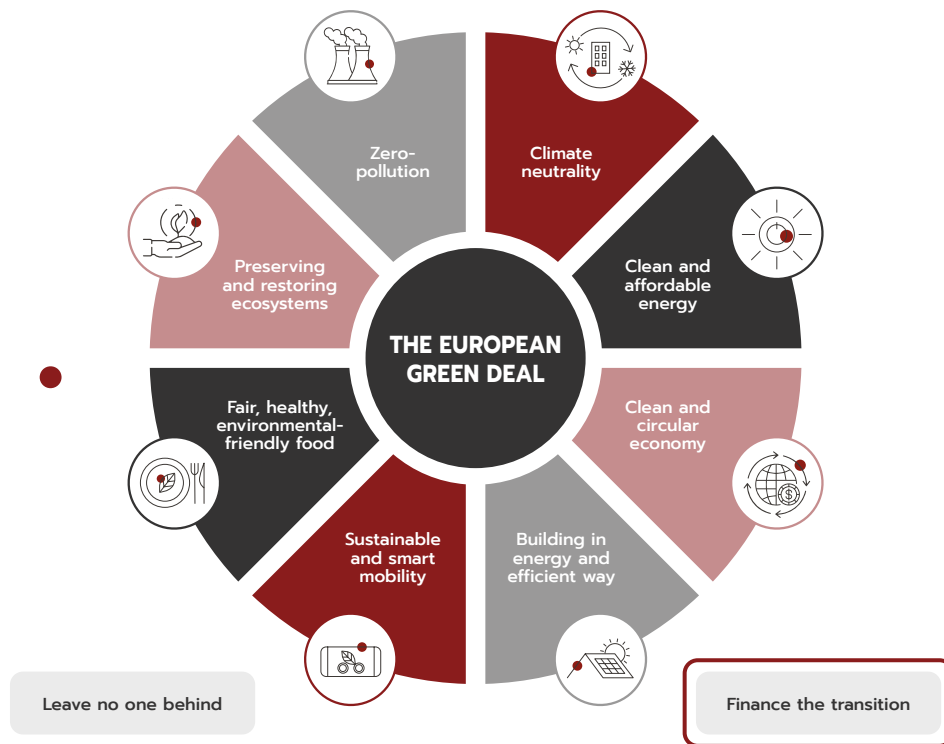 Zero-
pollution
Climate
neutrality
Preserving
and restoring
ecosystems
Clean and
affordable
energy
THE EUROPEAN
GREEN DEAL
Fair, healthy,
environmental-
friendly food
Clean and
circular
economy
Sustainable
and smart
mobility
Building in
energy and
efficient way
$
Leave no one behind
Finance the transition